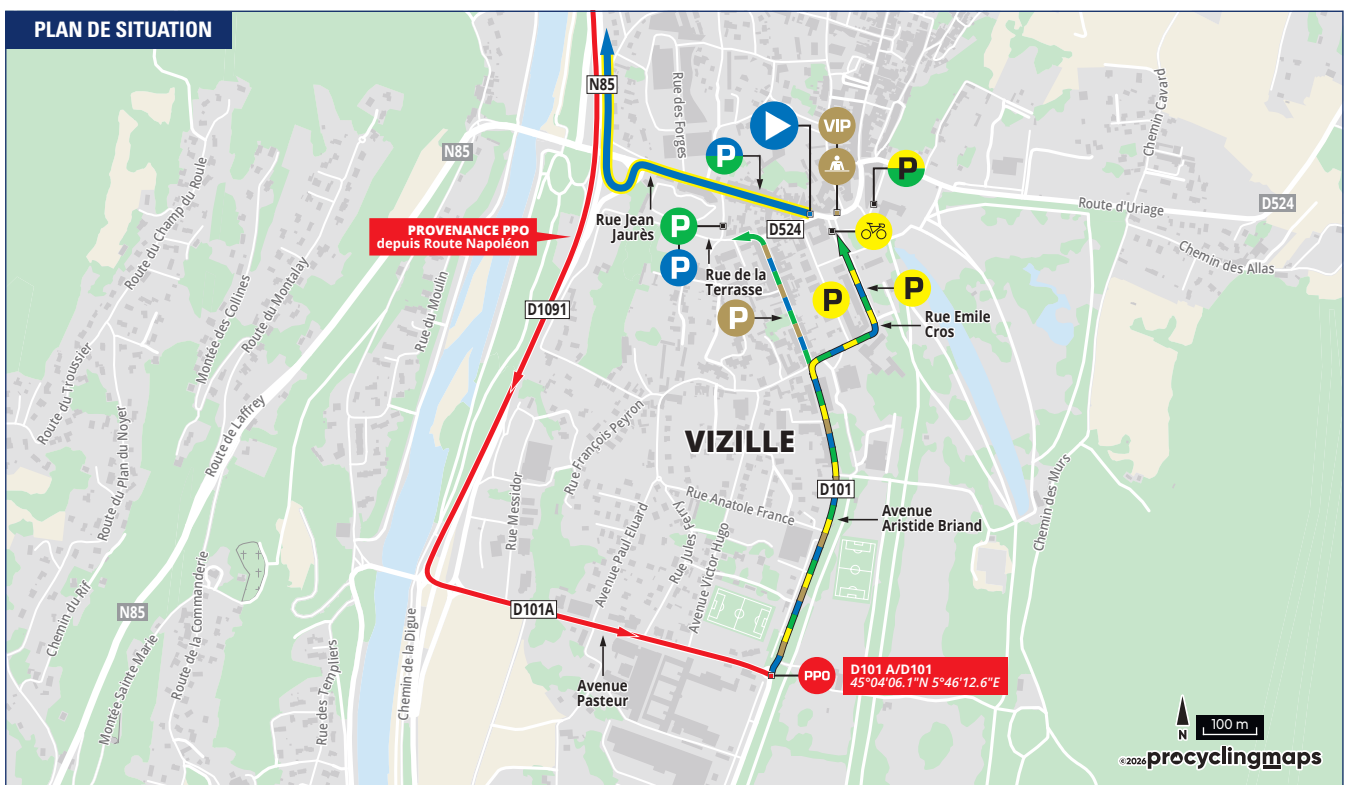 PLAN DE SITUATION
N85
Rue des Forges
Chemin Cavard
VIP
P
P
N85
Route du Champ du Roule
Route d'Uriage
D524
PROVENANCE PPO
depuis Route Napoléon
Rue Jean
Jaurès
P
D524
Chemin des Allas
P
Rue de la
Terrasse
Montée des Collines
Route du Montalay
Rue du Moulin
D1091
P
P
P
Rue Emile
Cros
Route du Troussier
Route du Plan du Noyer
Route de Laffrey
Rue François Peyron
VIZILLE
Rue Messidor
Rue Anatole France
D101
Avenue
Aristide Briand
Chemin des Murs
Avenue Paul Eluard
Rue Jules Ferry
Avenue Victor Hugo
Chemin du Rif
N85
Route de la Commanderie
D101A
Montée Sainte Marie
Rue des Templiers
Chemin de la Digue
Avenue
Pasteur
PPO
D101 A/D101
45°04'06.1"N 5°46'12.6"E
N
100 m
©2026 procyclingmaps